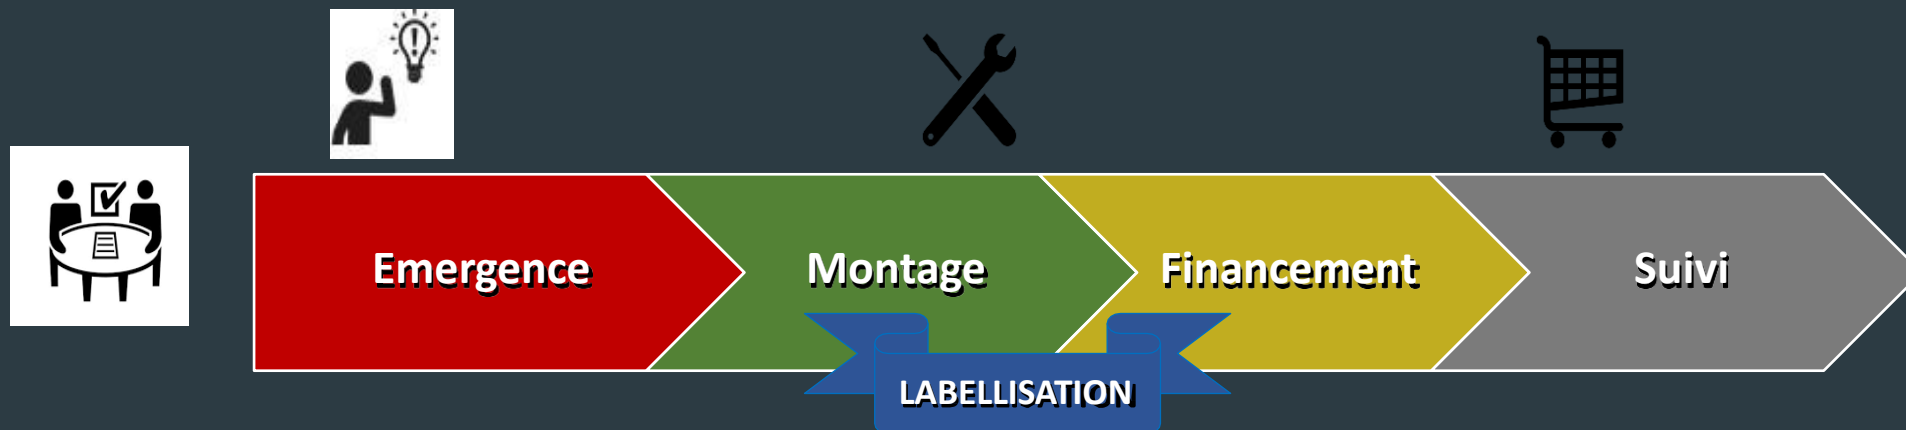 Emergence
Montage
Financement
Suivi
LABELLISATION